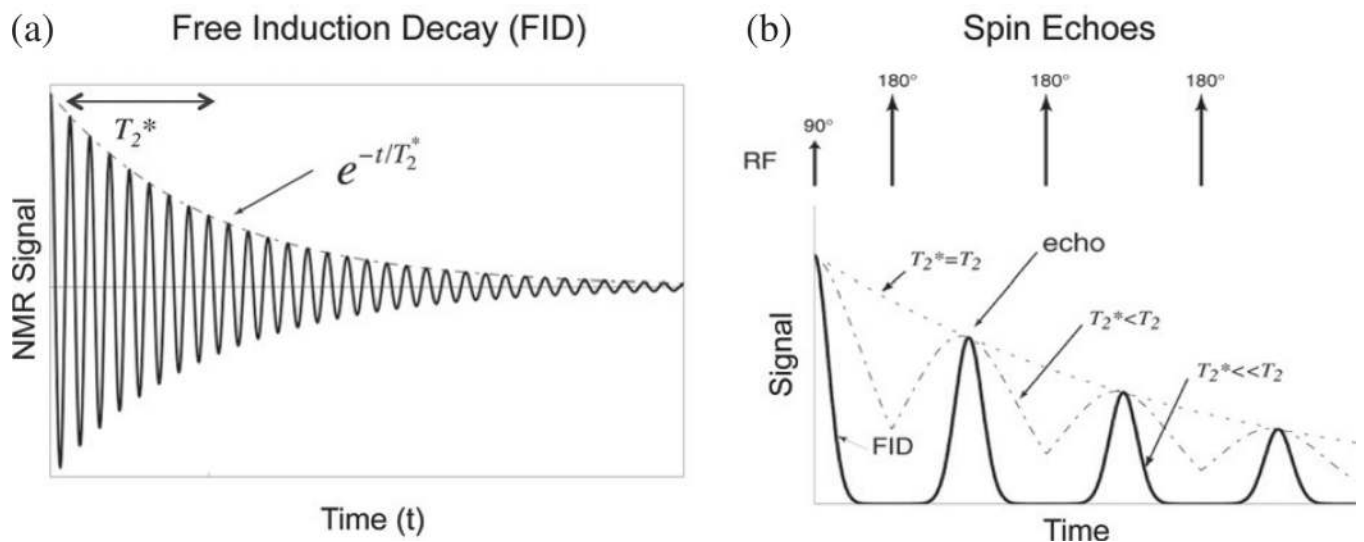 (a) Free Induction Decay (FID)
T₂*
e^{-t/T₂*}
NMR Signal
Time (t)
(b) Spin Echoes
180° 180° 180°
90°
RF
echo
T₂*=T₂
T₂*<T₂
T₂*<<T₂
FID
Signal
Time